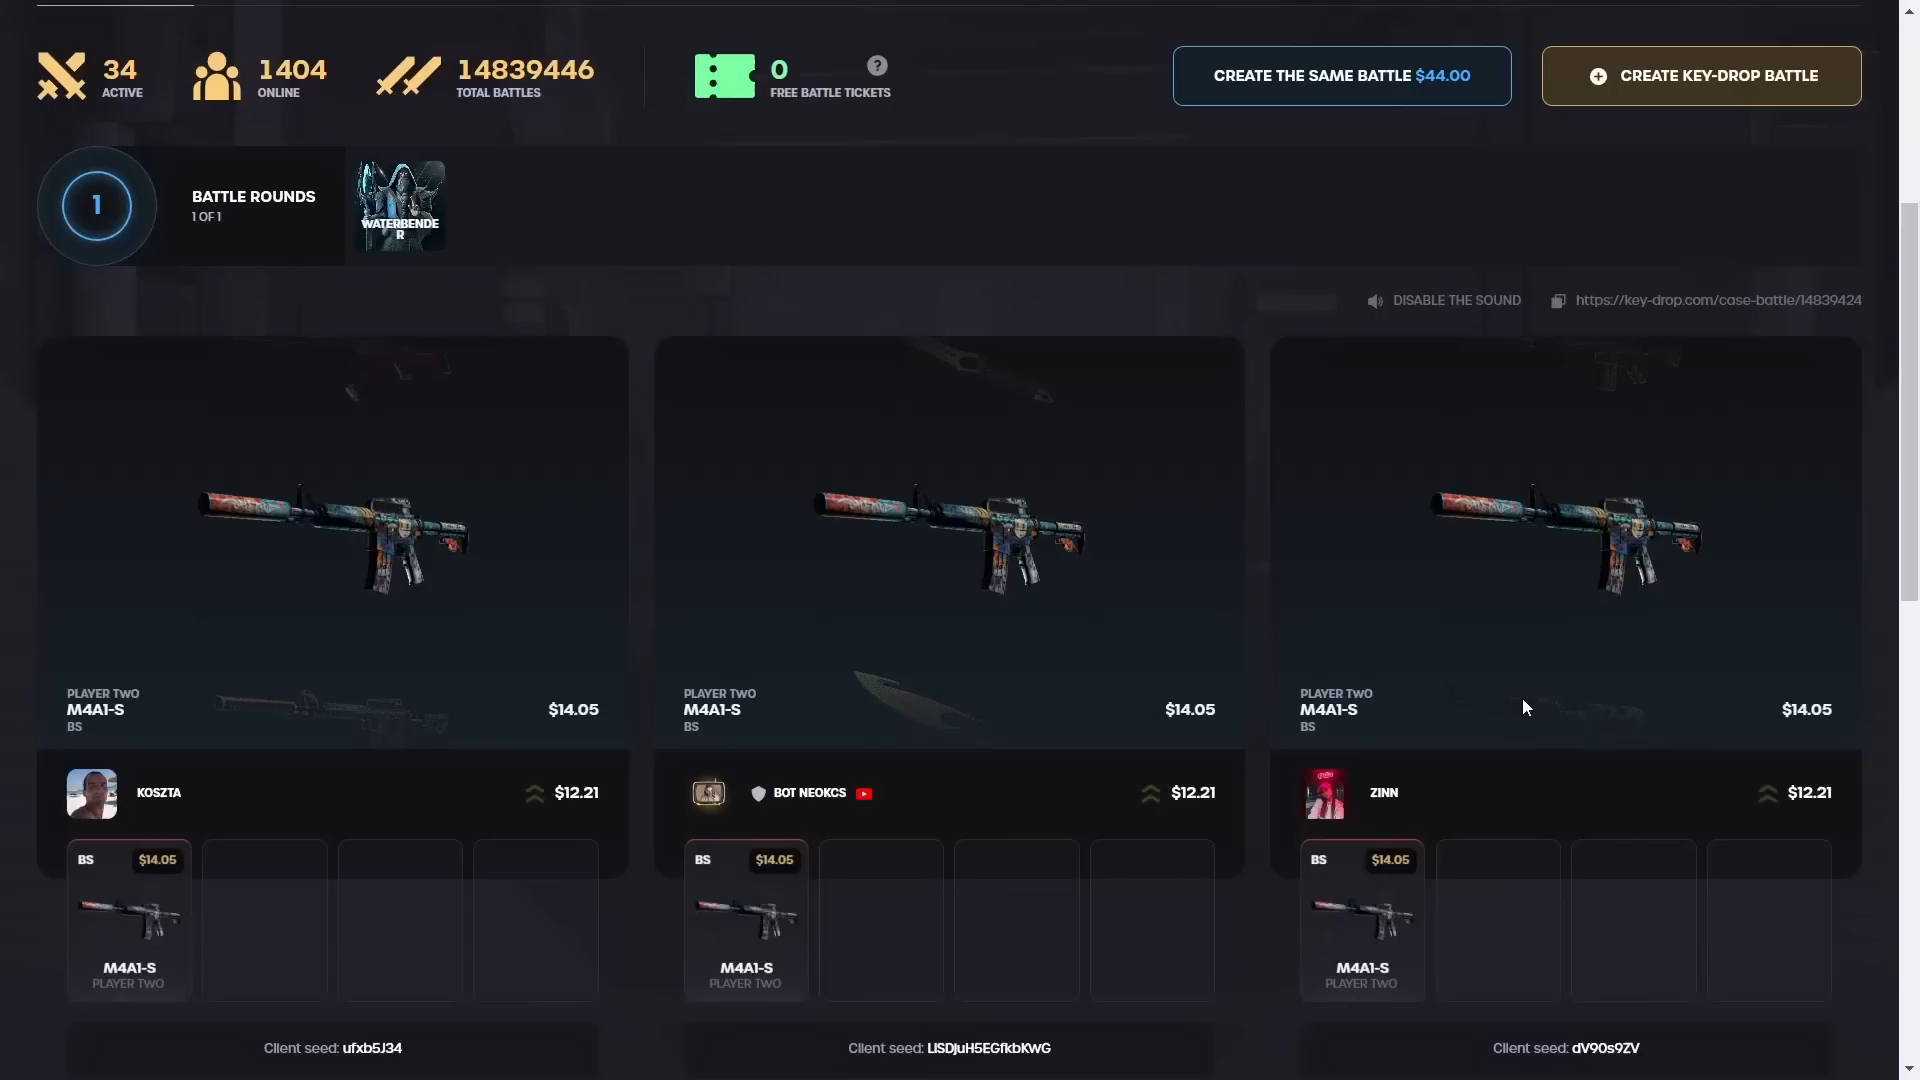 34
ACTIVE
1404
ONLINE
14839446
TOTAL BATTLES
0
?
FREE BATTLE TICKETS
CREATE THE SAME BATTLE $44.00
CREATE KEY-DROP BATTLE
1
BATTLE ROUNDS
1 OF 1
WATERBENDE
R
DISABLE THE SOUND
https://key-drop.com/case-battle/14839424
PLAYER TWO
M4A1-S
BS
$14.05
PLAYER TWO
M4A1-S
BS
$14.05
PLAYER TWO
M4A1-S
BS
$14.05
KOSZTA
$12.21
BOT NEOKCS
$12.21
ZINN
$12.21
BS
$14.05
M4A1-S
PLAYER TWO
BS
$14.05
M4A1-S
PLAYER TWO
BS
$14.05
M4A1-S
PLAYER TWO
Client seed: ufxb5J34
Client seed: LlSDjuH5EGfkbKWG
Client seed: dV90s9ZV